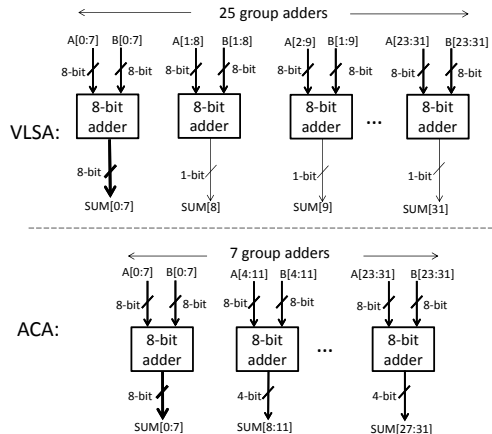 25 group adders
A[0:7] B[0:7] A[1:8] B[1:8] A[2:9] B[1:9] A[23:31] B[23:31]
8-bit 8-bit 8-bit 8-bit 8-bit 8-bit 8-bit 8-bit
VLSA:
8-bit adder
8-bit adder
8-bit adder
...
8-bit adder
8-bit 1-bit 1-bit 1-bit
SUM[0:7] SUM[8] SUM[9] SUM[31]
7 group adders
A[0:7] B[0:7] A[4:11] B[4:11] A[23:31] B[23:31]
8-bit 8-bit 8-bit 8-bit 8-bit 8-bit
ACA:
8-bit adder
8-bit adder
...
8-bit adder
8-bit 4-bit 4-bit
SUM[0:7] SUM[8:11] SUM[27:31]